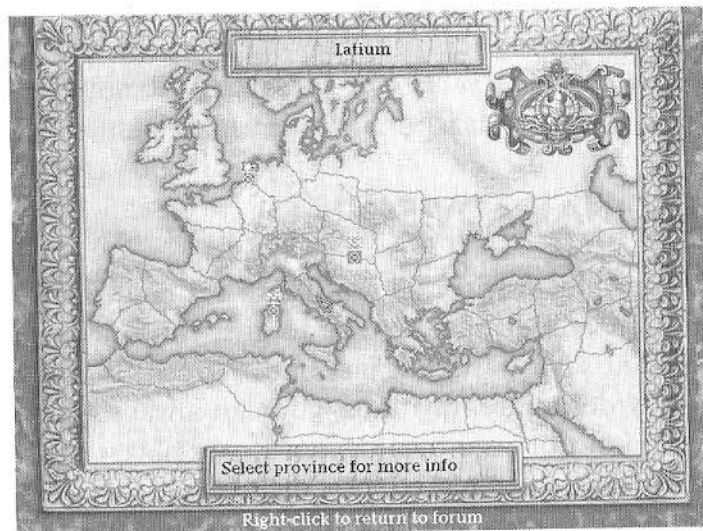 Latium
Select province for more info
Right-click to return to forum